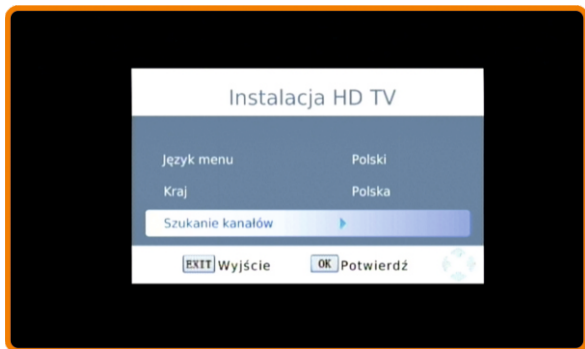 Instalacja HD TV
Język menu Polski
Kraj Polska
Szukanie kanałów
EXIT Wyjście OK Potwierdź